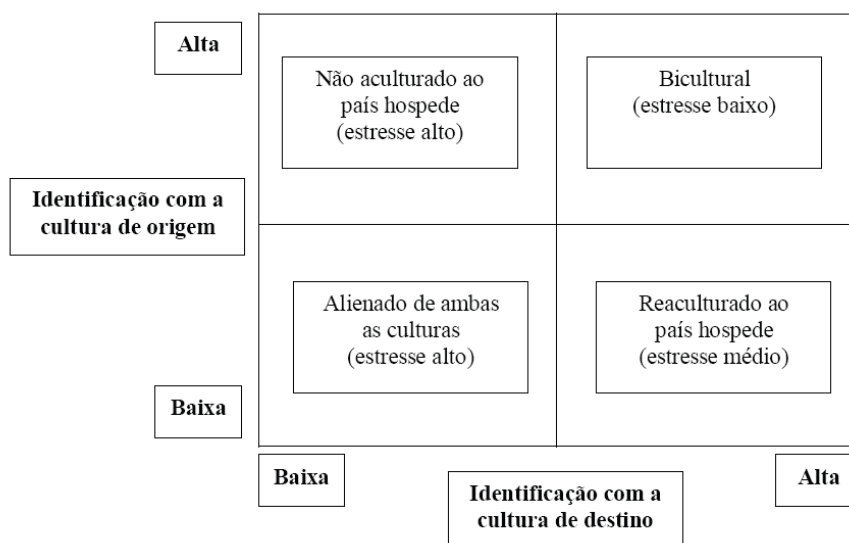 Alta
Não aculturado ao
país hospede
(estresse alto)
Bicultural
(estresse baixo)
Identificação com a
cultura de origem
Alienado de ambas
as culturas
(estresse alto)
Reaculturado ao
país hospede
(estresse médio)
Baixa
Baixa
Identificação com a
cultura de destino
Alta